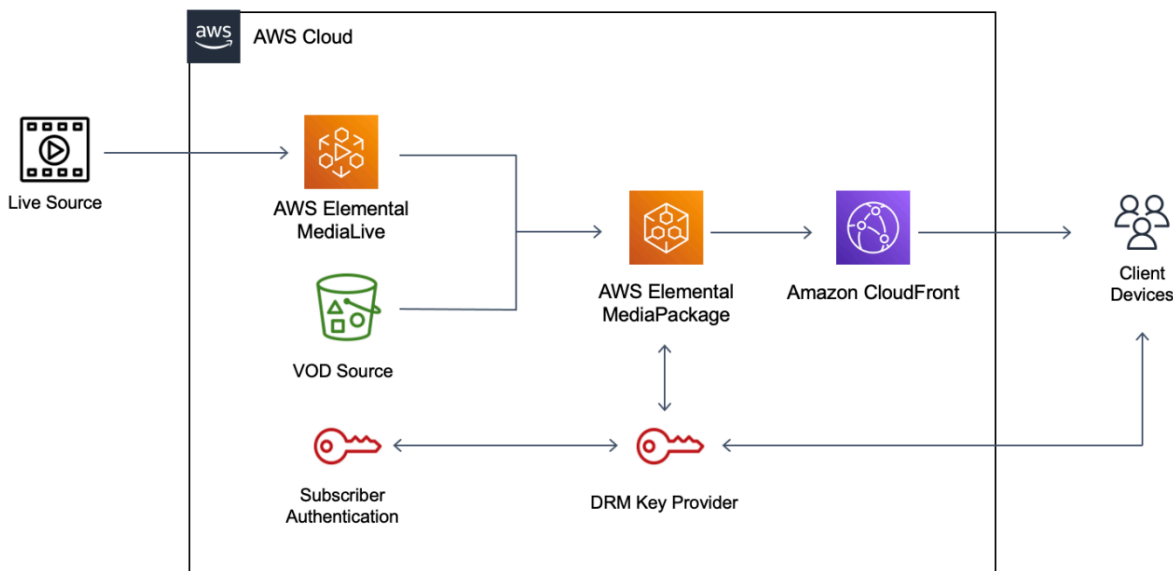 aws
AWS Cloud
Live Source
AWS Elemental
MediaLive
VOD Source
AWS Elemental
MediaPackage
Amazon CloudFront
Client
Devices
Subscriber
Authentication
DRM Key Provider